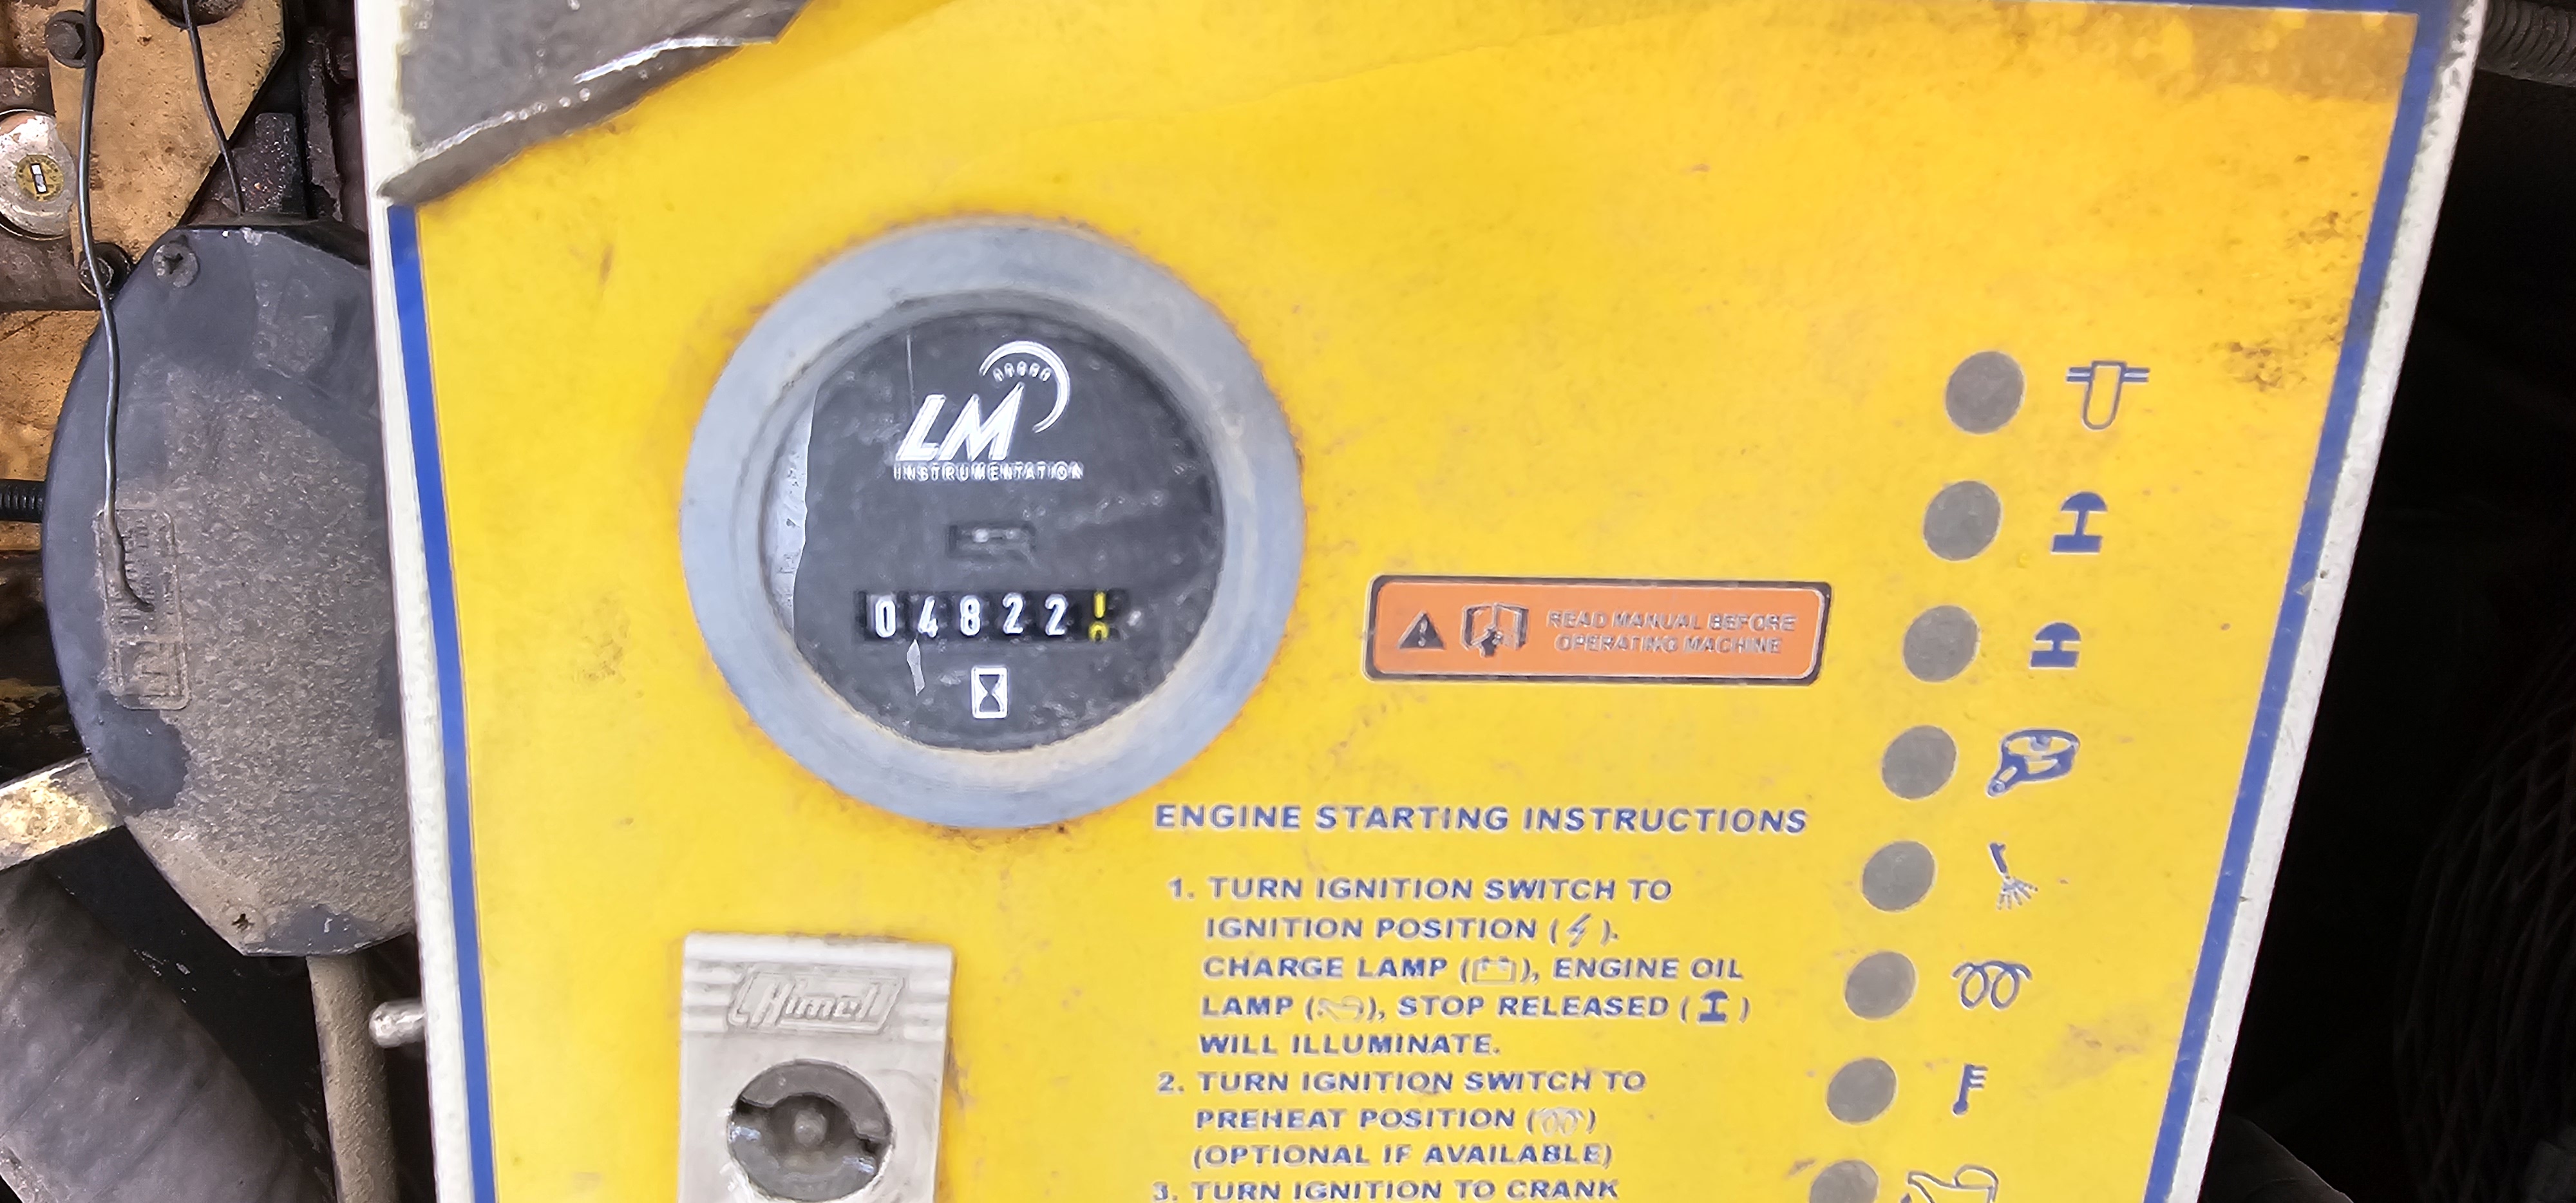 LM
INSTRUMENTATION
04822
READ MANUAL BEFORE
OPERATING MACHINE
ENGINE STARTING INSTRUCTIONS
1. TURN IGNITION SWITCH TO
IGNITION POSITION ( ).
CHARGE LAMP ( ), ENGINE OIL
LAMP ( ), STOP RELEASED ( )
WILL ILLUMINATE.
2. TURN IGNITION SWITCH TO
PREHEAT POSITION ( )
(OPTIONAL IF AVAILABLE)
3. TURN IGNITION TO CRANK
Himel